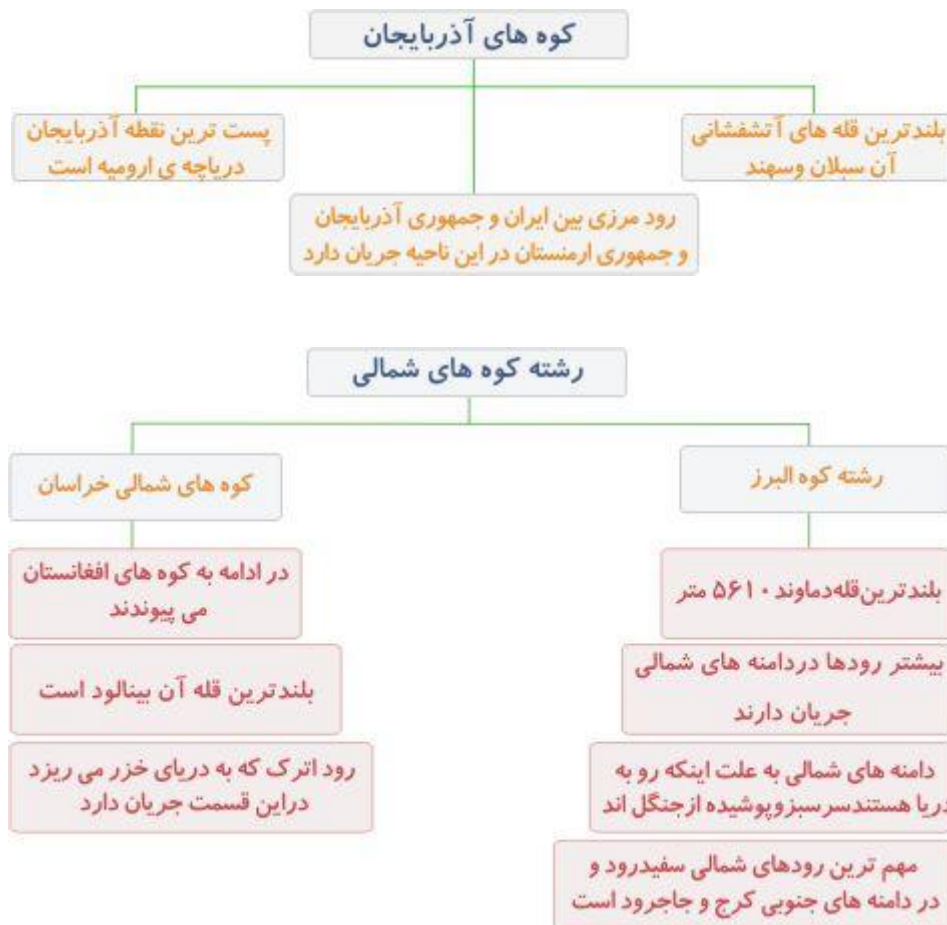 کوه های آذربایجان
بلندترین قله های آتشفشانی
آن سبلان وسهند
رود مرزی بین ایران و جمهوری آذربایجان
و جمهوری ارمنستان در این ناحیه جریان دارد
پست ترین نقطه آذربایجان
دریاچه ی ارومیه است
رشته کوه های شمالی
رشته کوه البرز
بلندترین‌قله‌دماوند ۵۶۱۰ متر
بیشتر رودها دردامنه های شمالی
جریان دارند
دامنه های شمالی به علت اینکه رو به
دریا هستندسرسبزوپوشیده ازجنگل اند
مهم ترین رودهای شمالی سفیدرود و
در دامنه های جنوبی کرج و جاجرود است
کوه های شمالی خراسان
در ادامه به کوه های افغانستان
می پیوندند
بلندترین قله آن بینالود است
رود اترک که به دریای خزر می ریزد
دراین قسمت جریان دارد